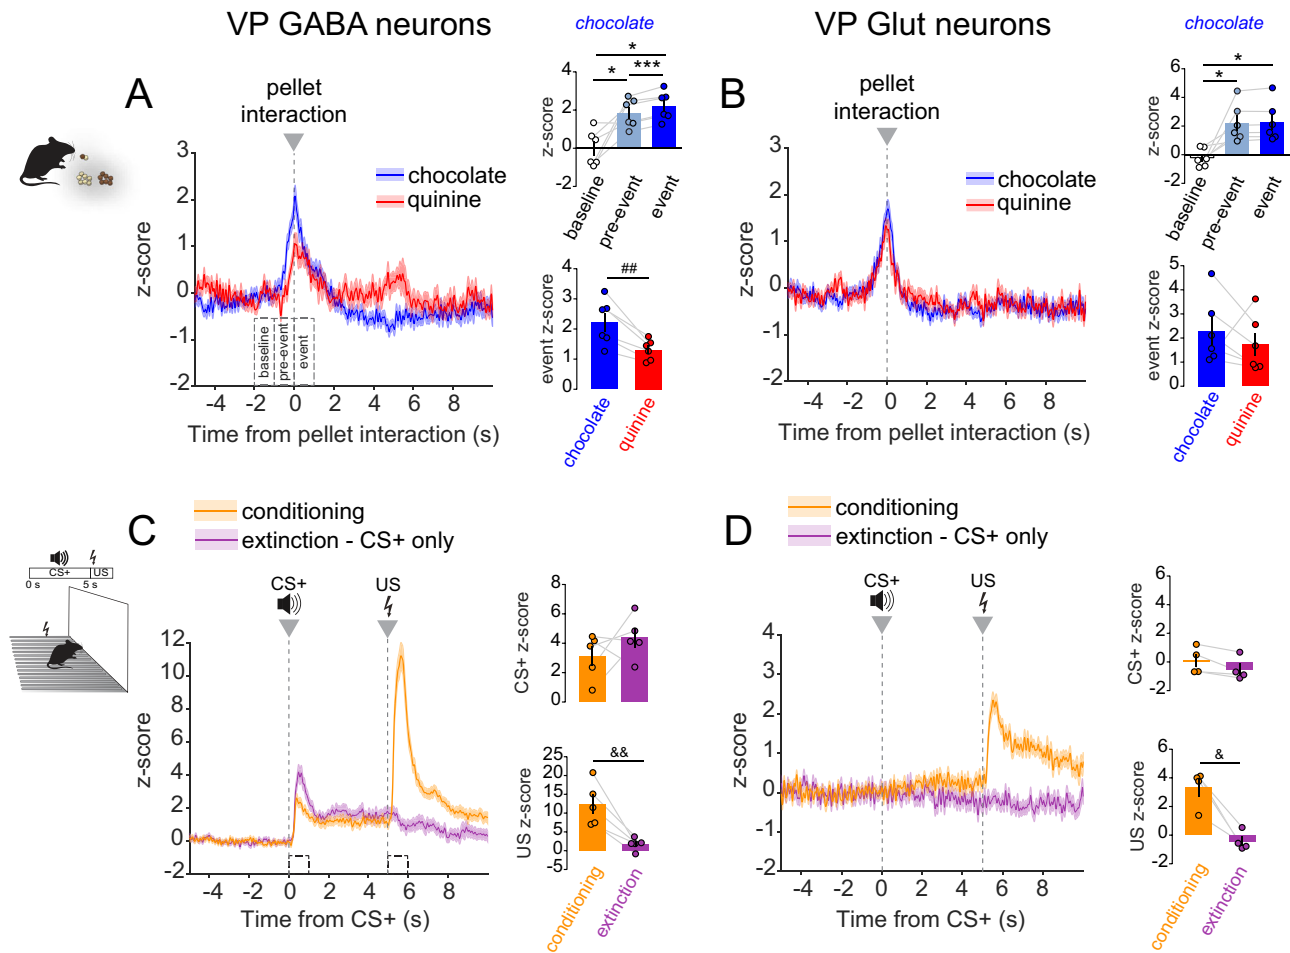 VP GABA neurons
VP Glut neurons
A
pellet
interaction
chocolate
quinine
z-score
3
2
1
0
-1
-2
baseline
pre-event
event
-4 -2 0 2 4 6 8
Time from pellet interaction (s)
chocolate
*
* ***
z-score
4
2
0
-2
baseline
pre-event
event
##
event z-score
4
3
2
1
0
chocolate
quinine
B
pellet
interaction
chocolate
quinine
z-score
3
2
1
0
-1
-2
-4 -2 0 2 4 6 8
Time from pellet interaction (s)
chocolate
*
*
z-score
6
4
2
0
-2
baseline
pre-event
event
event z-score
5
4
3
2
1
0
chocolate
quinine
CS+ US
0 s 5 s
C
conditioning
extinction - CS+ only
CS+ US
z-score
12
10
8
6
4
2
0
-2
-4 -2 0 2 4 6 8
Time from CS+ (s)
CS+ z-score
8
6
4
2
0
&&
US z-score
25
20
15
10
5
0
-5
conditioning
extinction
D
conditioning
extinction - CS+ only
CS+ US
z-score
4
3
2
1
0
-1
-2
-4 -2 0 2 4 6 8
Time from CS+ (s)
CS+ z-score
6
4
2
0
-2
&
US z-score
6
4
2
0
-2
conditioning
extinction